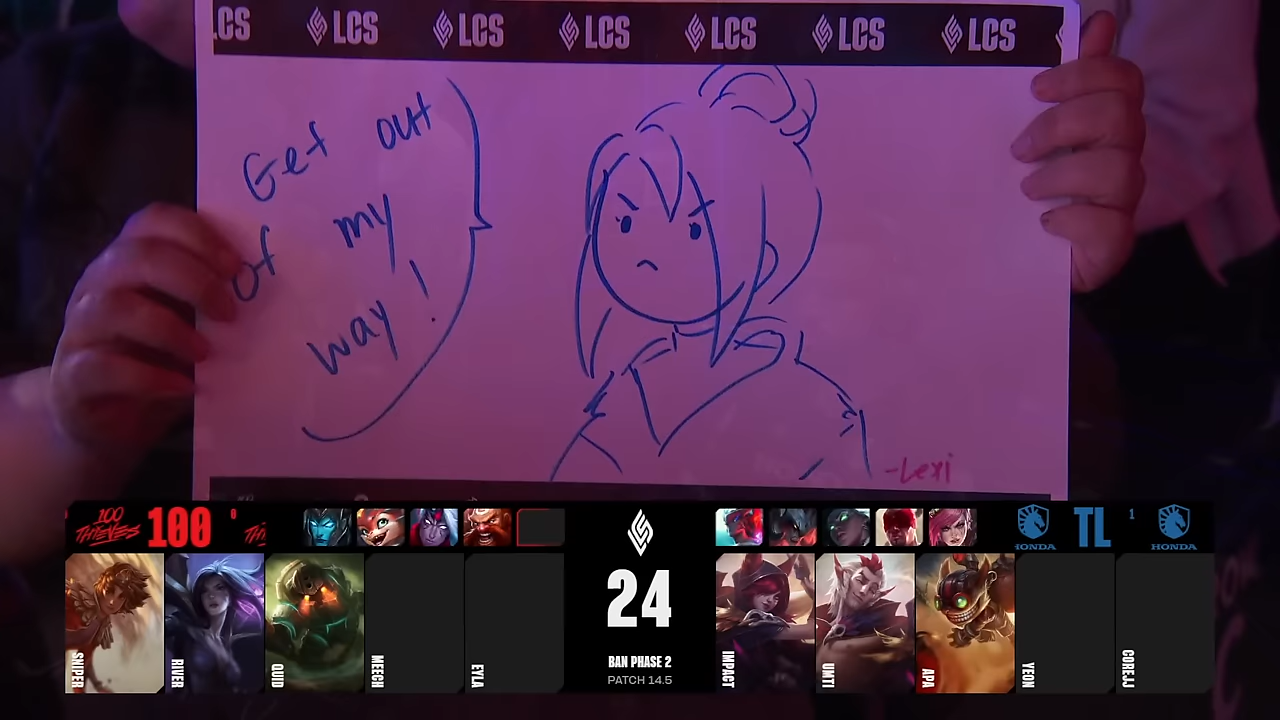 LCS LCS LCS LCS LCS LCS LCS
Get out
of my
way!
-Lexi
100
THIEVES
100
0
TL
1
HONDA
HONDA
24
BAN PHASE 2
PATCH 14.5
SNIPER
RIVER
QUID
MEECH
EYLA
IMPACT
UMTI
APA
YEON
COREJJ